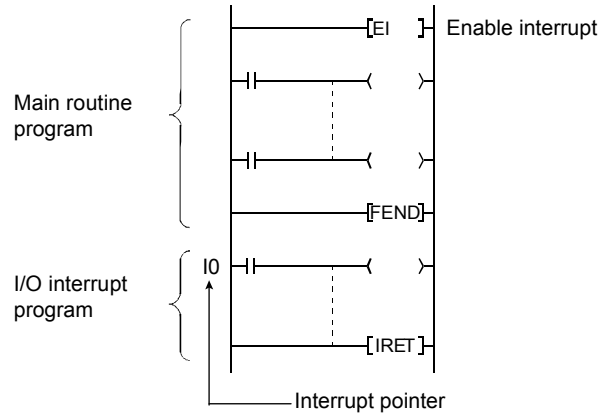 [EI ] Enable interrupt
Main routine
program
[FEND]
I0
I/O interrupt
program
[IRET]
Interrupt pointer